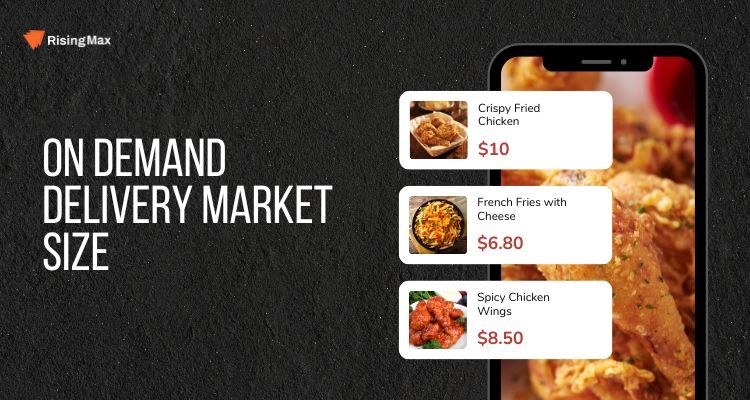 RisingMax
ON DEMAND
DELIVERY MARKET
SIZE
Crispy Fried
Chicken
$10
French Fries with
Cheese
$6.80
Spicy Chicken
Wings
$8.50